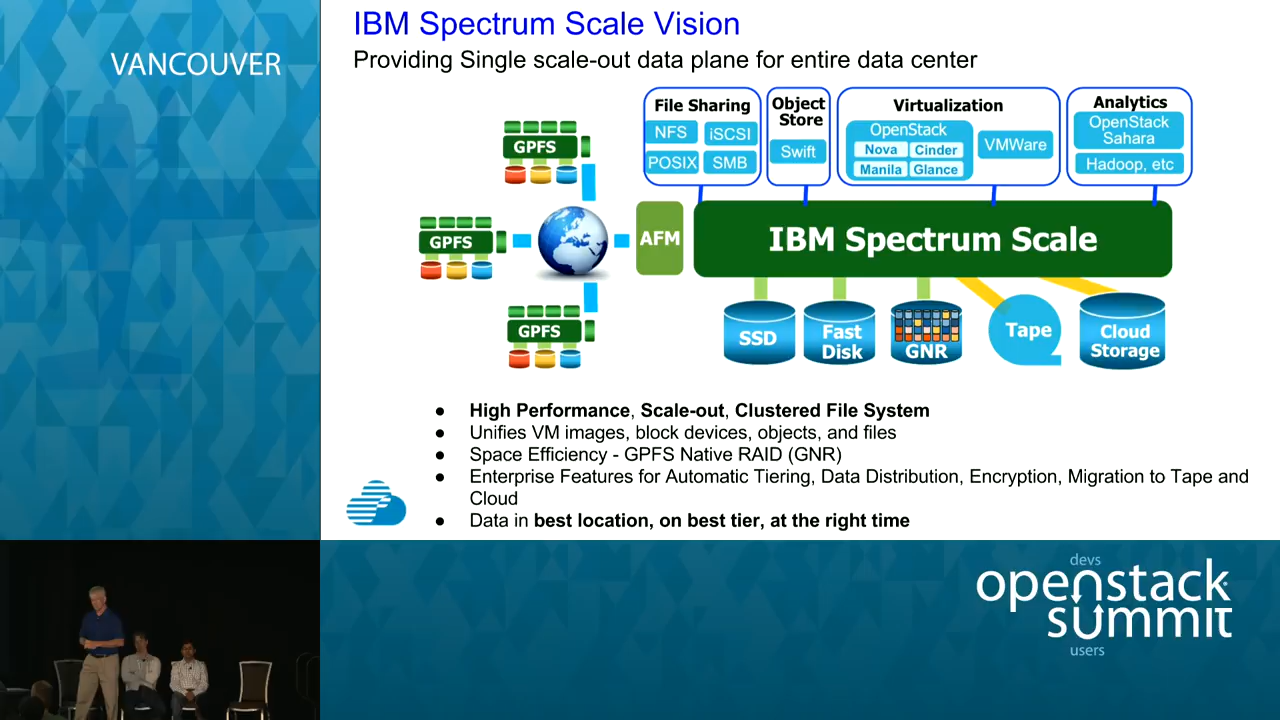 VANCOUVER
IBM Spectrum Scale Vision
Providing Single scale-out data plane for entire data center
File Sharing
NFS
iSCSI
POSIX
SMB
Object
Store
Swift
Virtualization
OpenStack
Nova
Cinder
Manila
Glance
VMWare
Analytics
OpenStack
Sahara
Hadoop, etc
GPFS
GPFS
GPFS
AFM
IBM Spectrum Scale
SSD
Fast
Disk
GNR
Tape
Cloud
Storage
● High Performance, Scale-out, Clustered File System
● Unifies VM images, block devices, objects, and files
● Space Efficiency - GPFS Native RAID (GNR)
● Enterprise Features for Automatic Tiering, Data Distribution, Encryption, Migration to Tape and
Cloud
● Data in best location, on best tier, at the right time
devs
openstack
summit
users